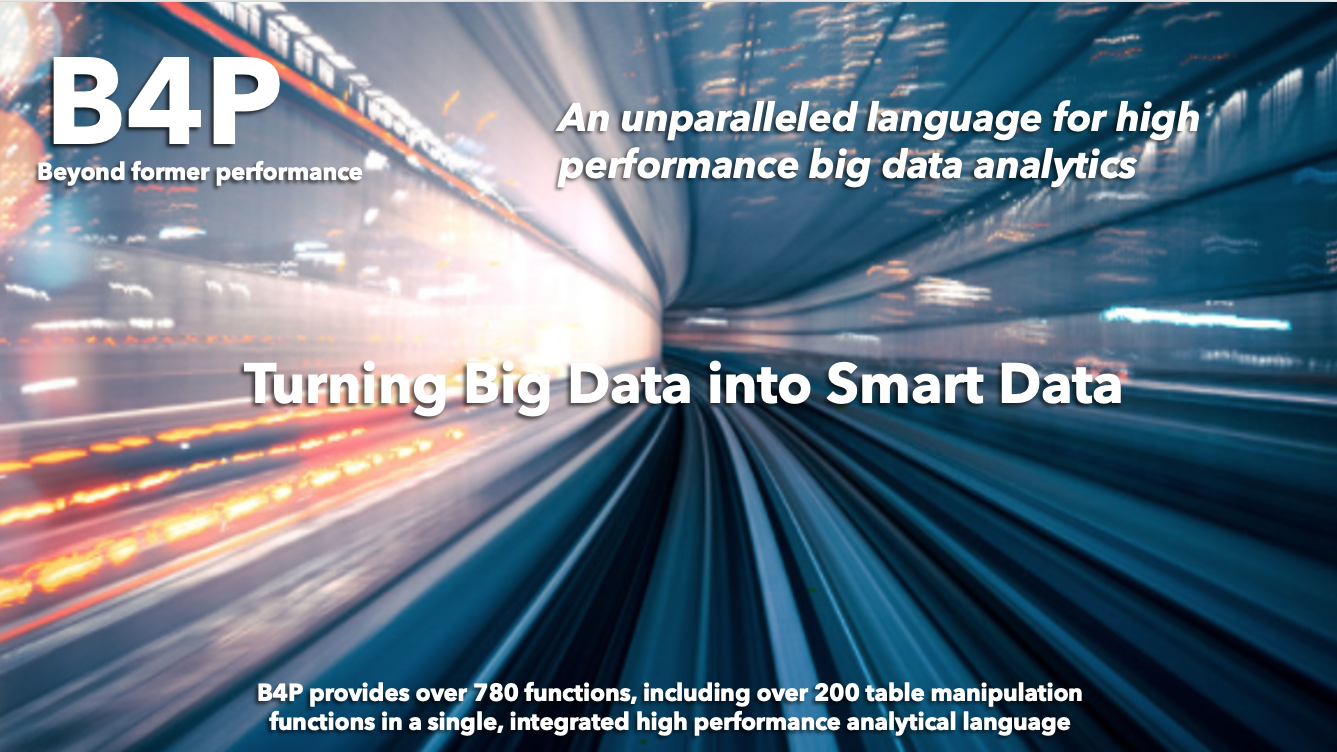 B4P
Beyond former performance
An unparalleled language for high
performance big data analytics
Turning Big Data into Smart Data
B4P provides over 780 functions, including over 200 table manipulation
functions in a single, integrated high performance analytical language